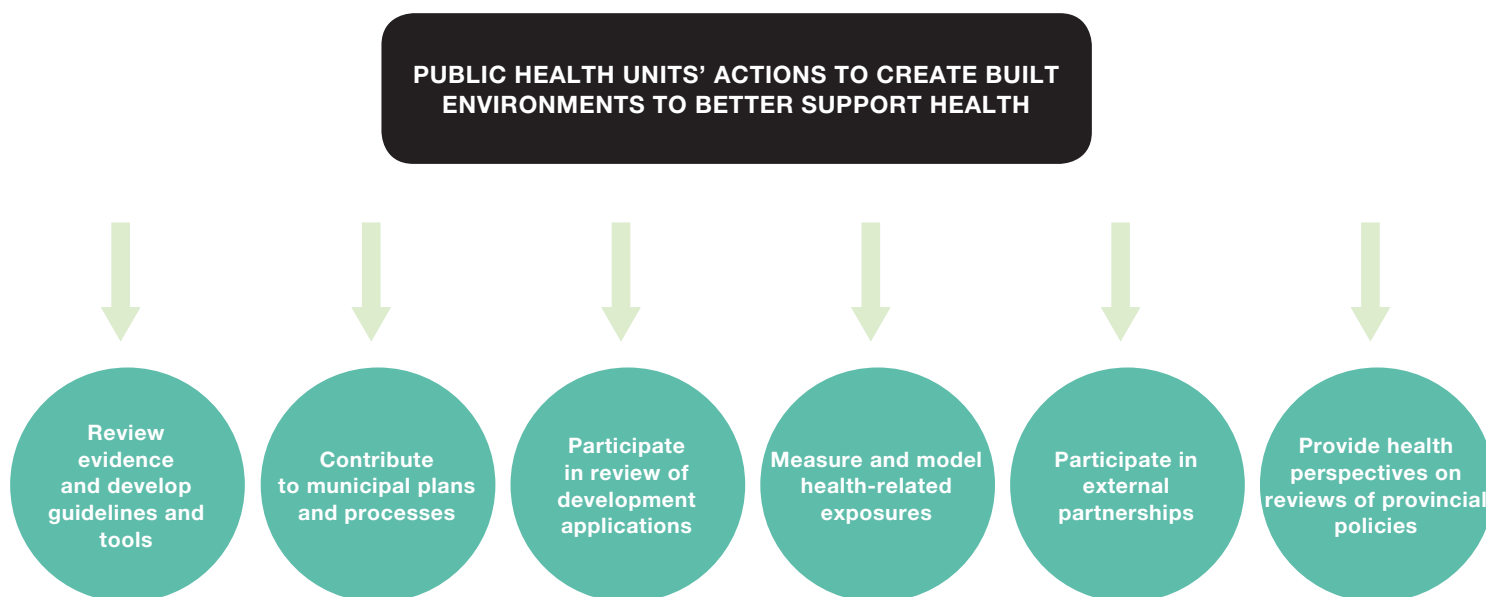 PUBLIC HEALTH UNITS’ ACTIONS TO CREATE BUILT
ENVIRONMENTS TO BETTER SUPPORT HEALTH
Review
evidence
and develop
guidelines and
tools
Contribute
to municipal plans
and processes
Participate
in review of
development
applications
Measure and model
health-related
exposures
Participate in
external
partnerships
Provide health
perspectives on
reviews of provincial
policies